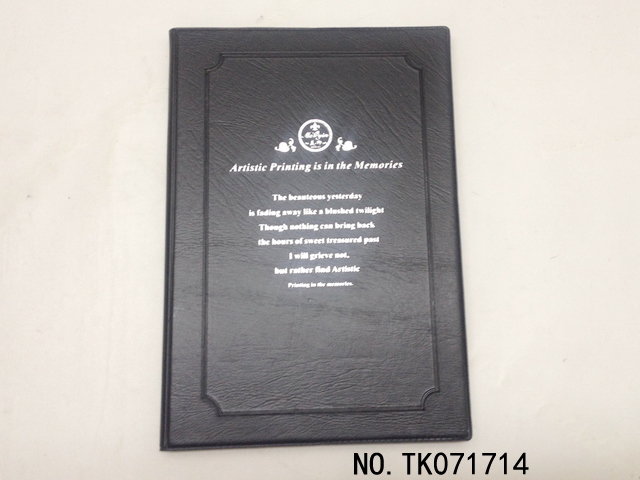 Artistic Printing is in the Memories
The beauteous yesterday
is fading away like a blushed twilight
Though nothing can bring back
the hours of sweet treasured past
I will grieve not,
but rather find Artistic
Printing in the memories.
NO.TK071714